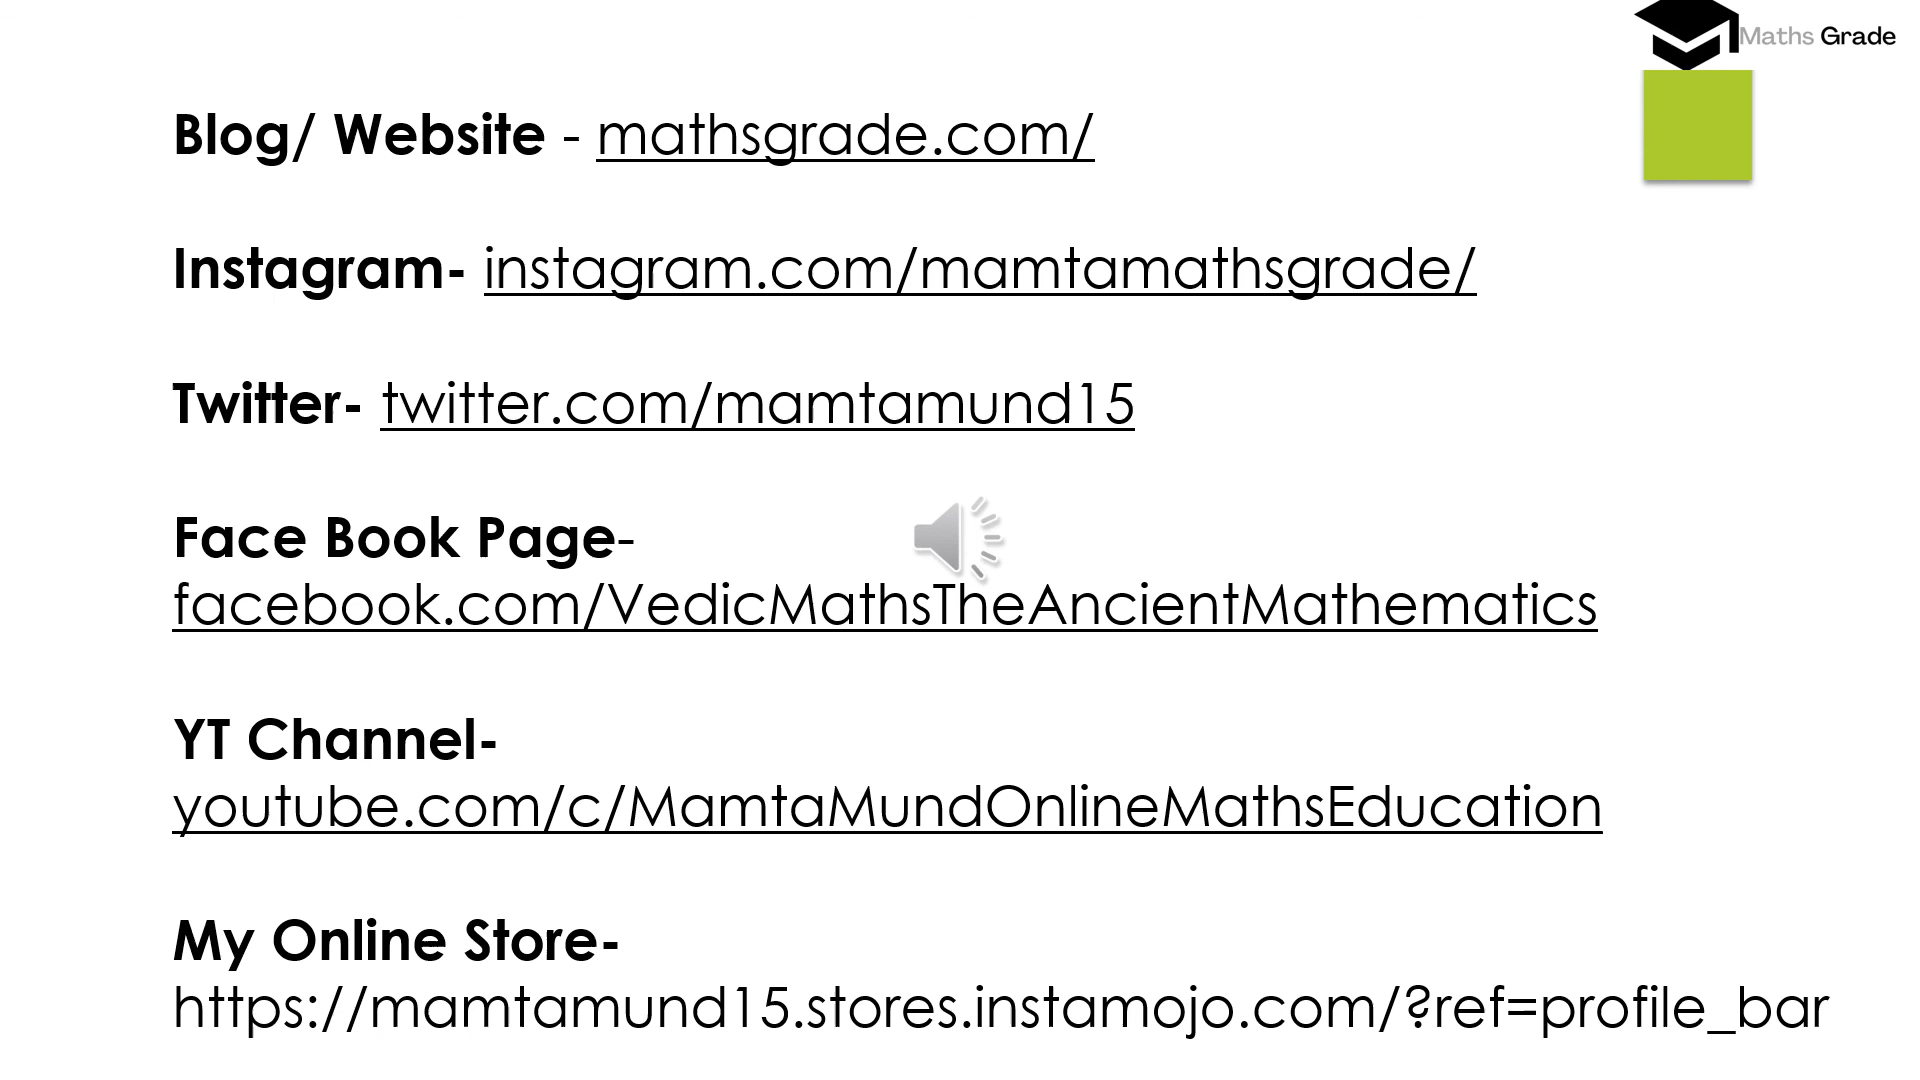 Maths Grade
Blog/ Website - mathsgrade.com/
Instagram- instagram.com/mamtamathsgrade/
Twitter- twitter.com/mamtamund15
Face Book Page-
facebook.com/VedicMathsTheAncientMathematics
YT Channel-
youtube.com/c/MamtaMundOnlineMathsEducation
My Online Store-
https://mamtamund15.stores.instamojo.com/?ref=profile_bar